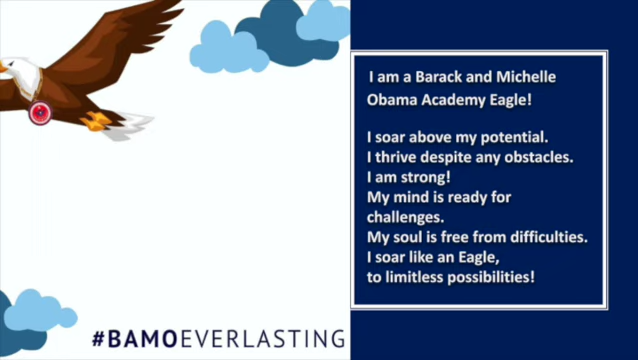 I am a Barack and Michelle
Obama Academy Eagle!
I soar above my potential.
I thrive despite any obstacles.
I am strong!
My mind is ready for
challenges.
My soul is free from difficulties.
I soar like an Eagle,
to limitless possibilities!
#BAMOEVERLASTING